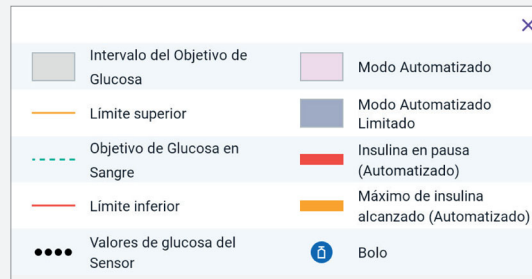 Intervalo del Objetivo de
Glucosa
Modo Automatizado
Límite superior
Modo Automatizado
Limitado
Objetivo de Glucosa en
Sangre
Insulina en pausa
(Automatizado)
Límite inferior
Máximo de insulina
alcanzado (Automatizado)
Valores de glucosa del
Sensor
Bolo